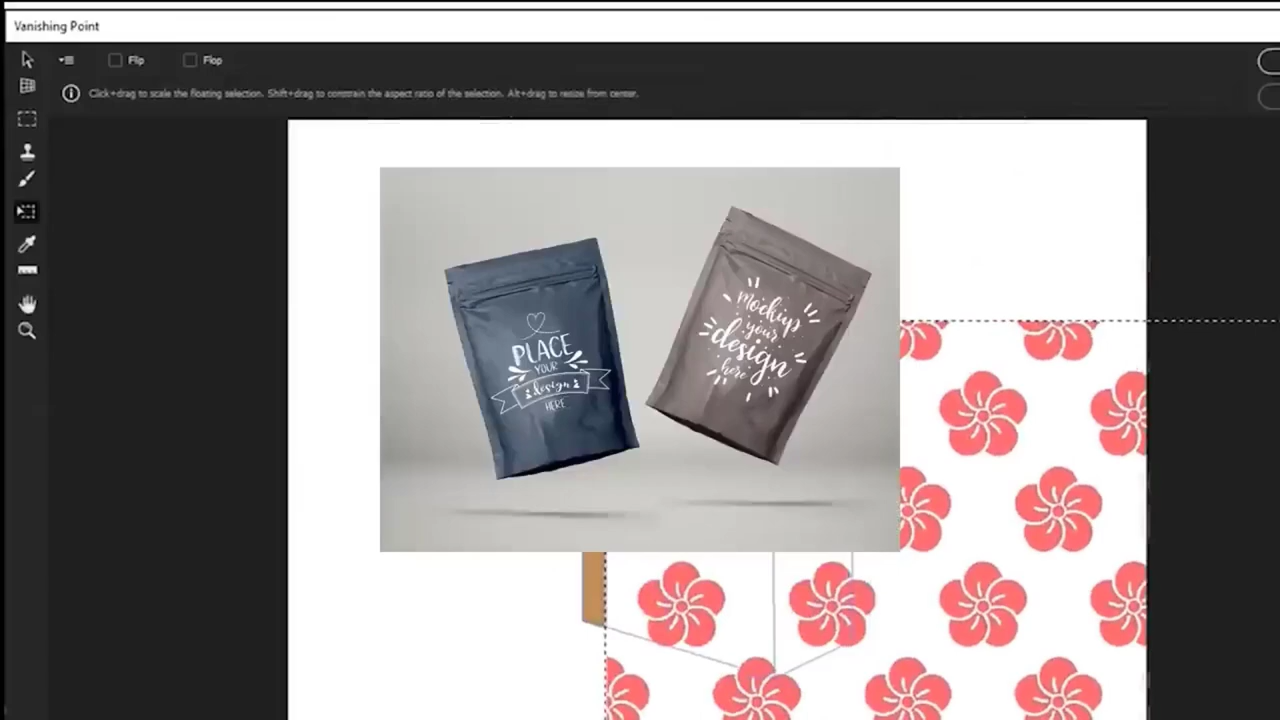 Vanishing Point
Flip
Flop
Click+drag to scale the floating selection. Shift+drag to constrain the aspect ratio of the selection. Alt+drag to resize from center.
PLACE
YOUR
design
HERE
Mockup
your
design
here